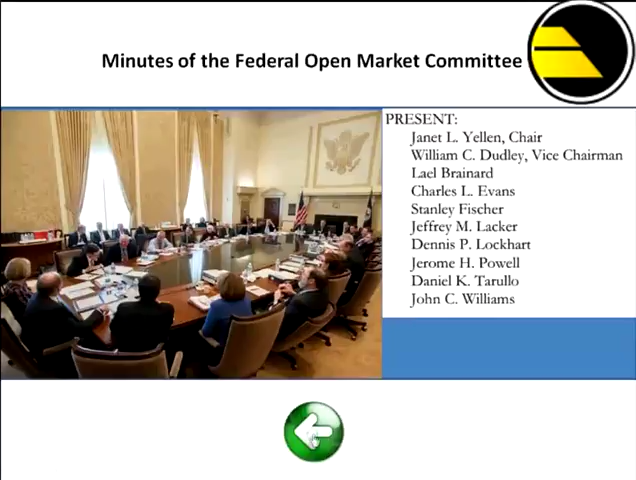 Minutes of the Federal Open Market Committee
PRESENT:
Janet L. Yellen, Chair
William C. Dudley, Vice Chairman
Lael Brainard
Charles L. Evans
Stanley Fischer
Jeffrey M. Lacker
Dennis P. Lockhart
Jerome H. Powell
Daniel K. Tarullo
John C. Williams